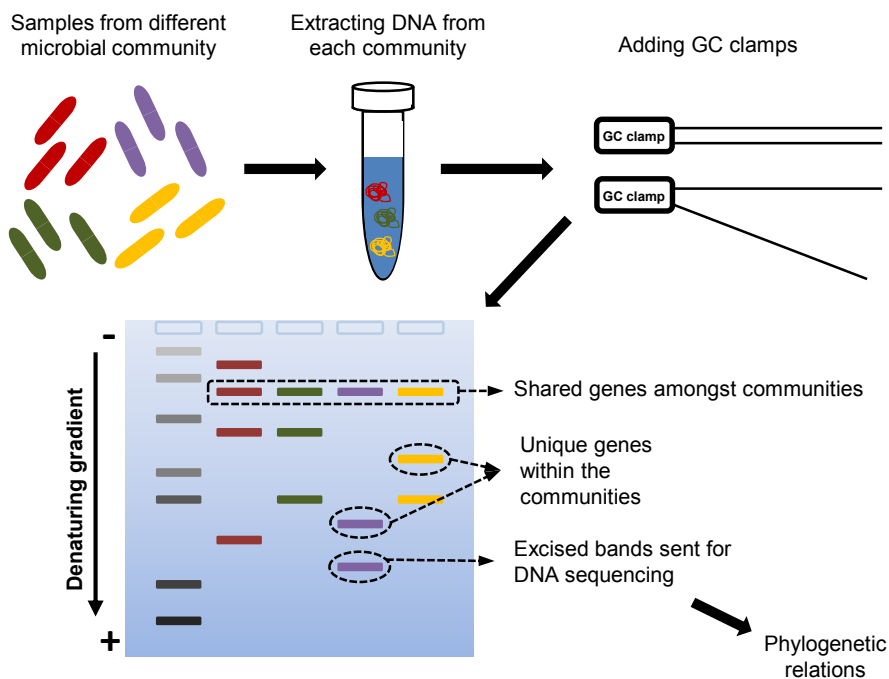 Samples from different
microbial community
Extracting DNA from
each community
Adding GC clamps
GC clamp
GC clamp
-
Denaturing gradient
+
Shared genes amongst communities
Unique genes
within the
communities
Excised bands sent for
DNA sequencing
Phylogenetic
relations